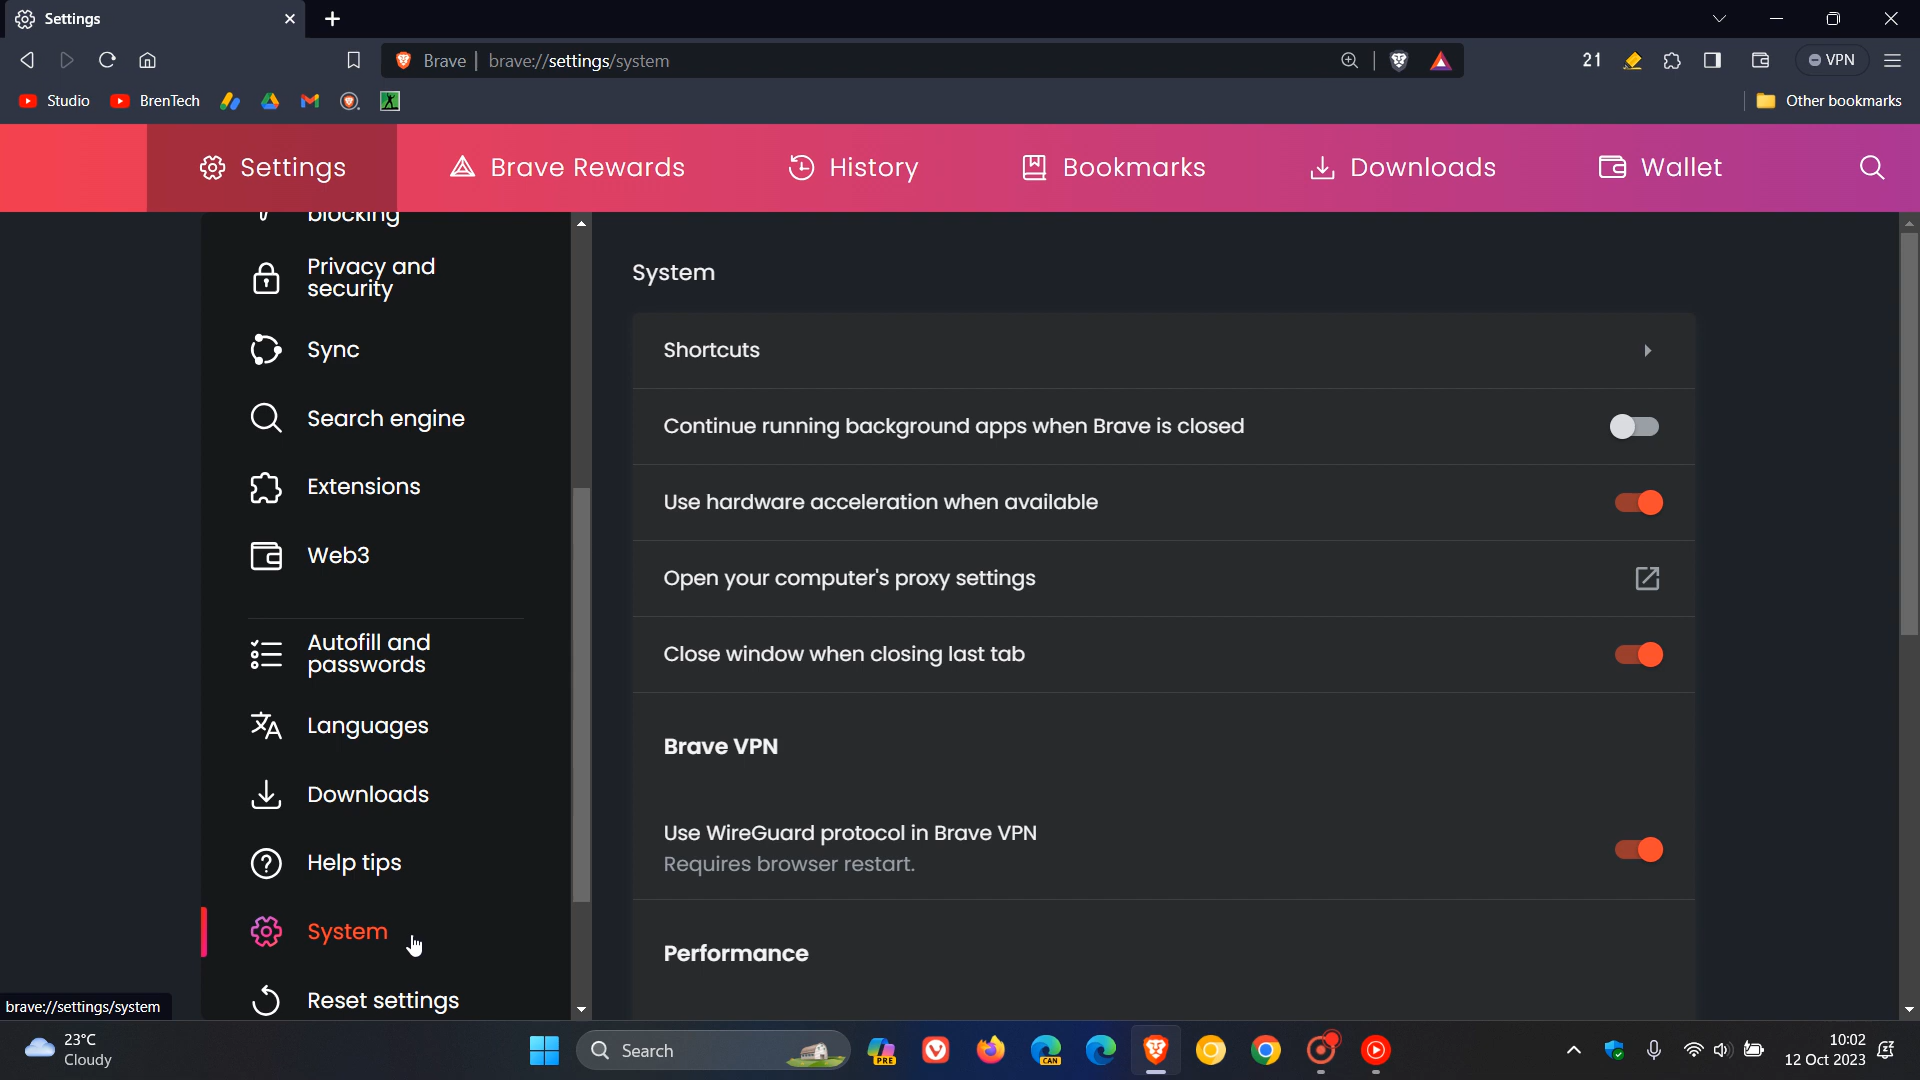 Settings
Brave | brave://settings/system
21
VPN
Studio
BrenTech
Other bookmarks
Settings
Brave Rewards
History
Bookmarks
Downloads
Wallet
blocking
Privacy and
security
Sync
Search engine
Extensions
Web3
Autofill and
passwords
Languages
Downloads
Help tips
System
Reset settings
System
Shortcuts
Continue running background apps when Brave is closed
Use hardware acceleration when available
Open your computer's proxy settings
Close window when closing last tab
Brave VPN
Use WireGuard protocol in Brave VPN
Requires browser restart.
Performance
brave://settings/system
23°C
Cloudy
Search
PRE
CAN
10:02
12 Oct 2023